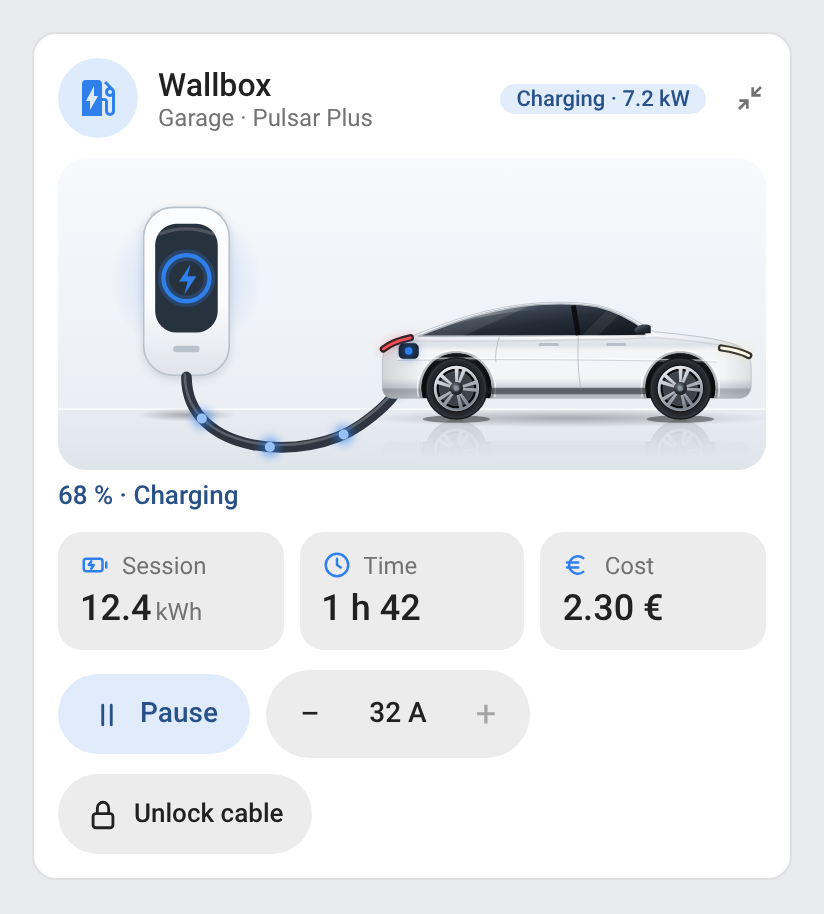 Wallbox
Garage · Pulsar Plus
Charging · 7.2 kW
68 % · Charging
Session
12.4 kWh
Time
1 h 42
Cost
2.30 €
Pause
− 32 A +
Unlock cable